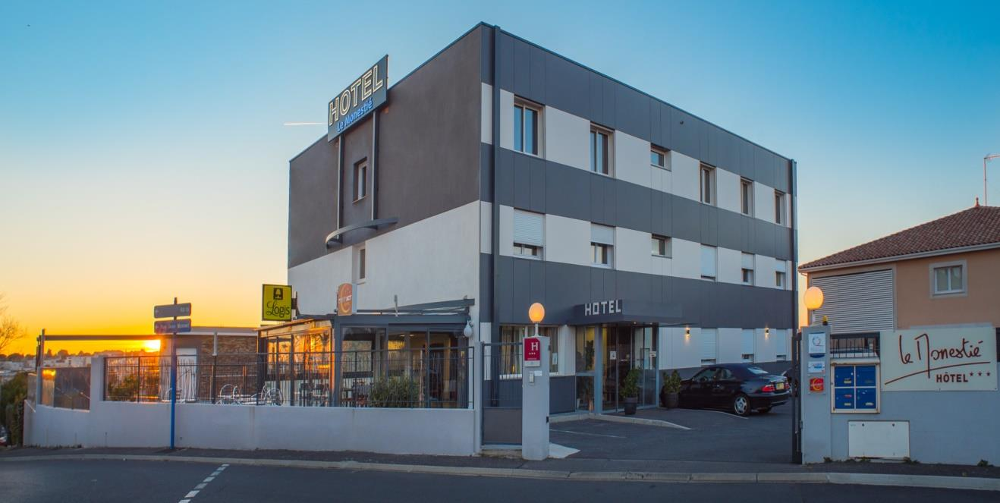 HOTEL
Le Monestié
Logis
HOTEL
H
***
le Monestié
HÔTEL***